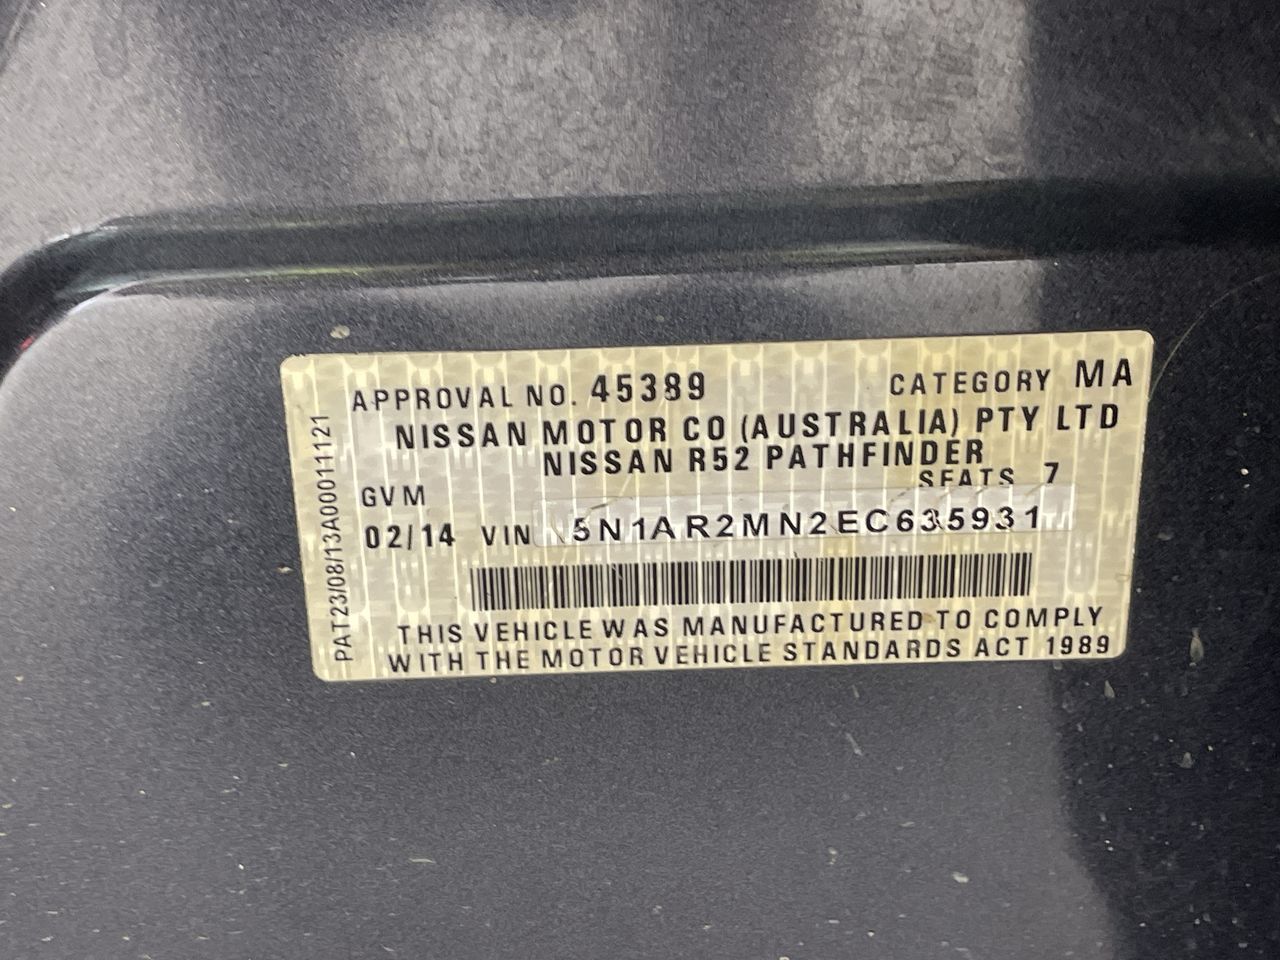 APPROVAL NO. 45389 CATEGORY MA
NISSAN MOTOR CO (AUSTRALIA) PTY LTD
NISSAN R52 PATHFINDER
SEATS 7
GVM
02/14 VIN 5N1AR2MN2EC635931
THIS VEHICLE WAS MANUFACTURED TO COMPLY
WITH THE MOTOR VEHICLE STANDARDS ACT 1989
PAT23/08/13A00011121